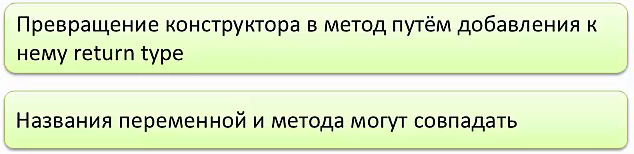 Превращение конструктора в метод путём добавления к
нему return type
Названия переменной и метода могут совпадать